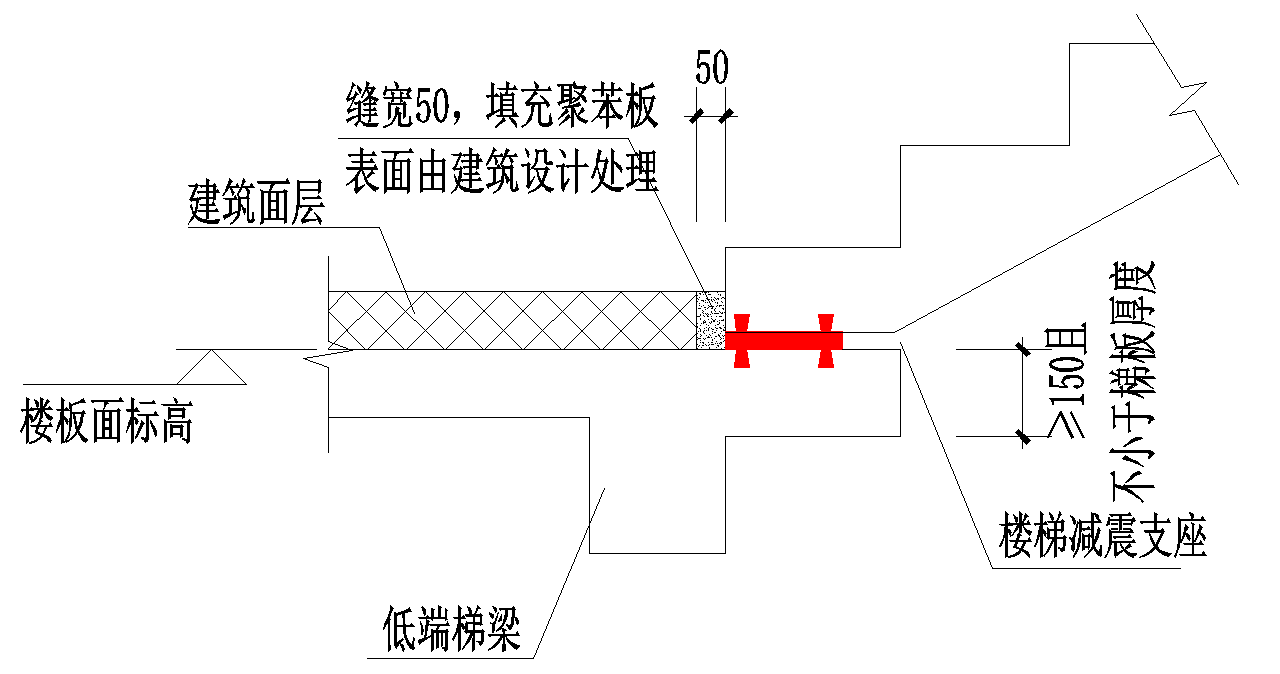 50
缝宽50，填充聚苯板
表面由建筑设计处理
建筑面层
楼板面标高
≥150且
不小于梯板厚度
楼梯减震支座
低端梯梁